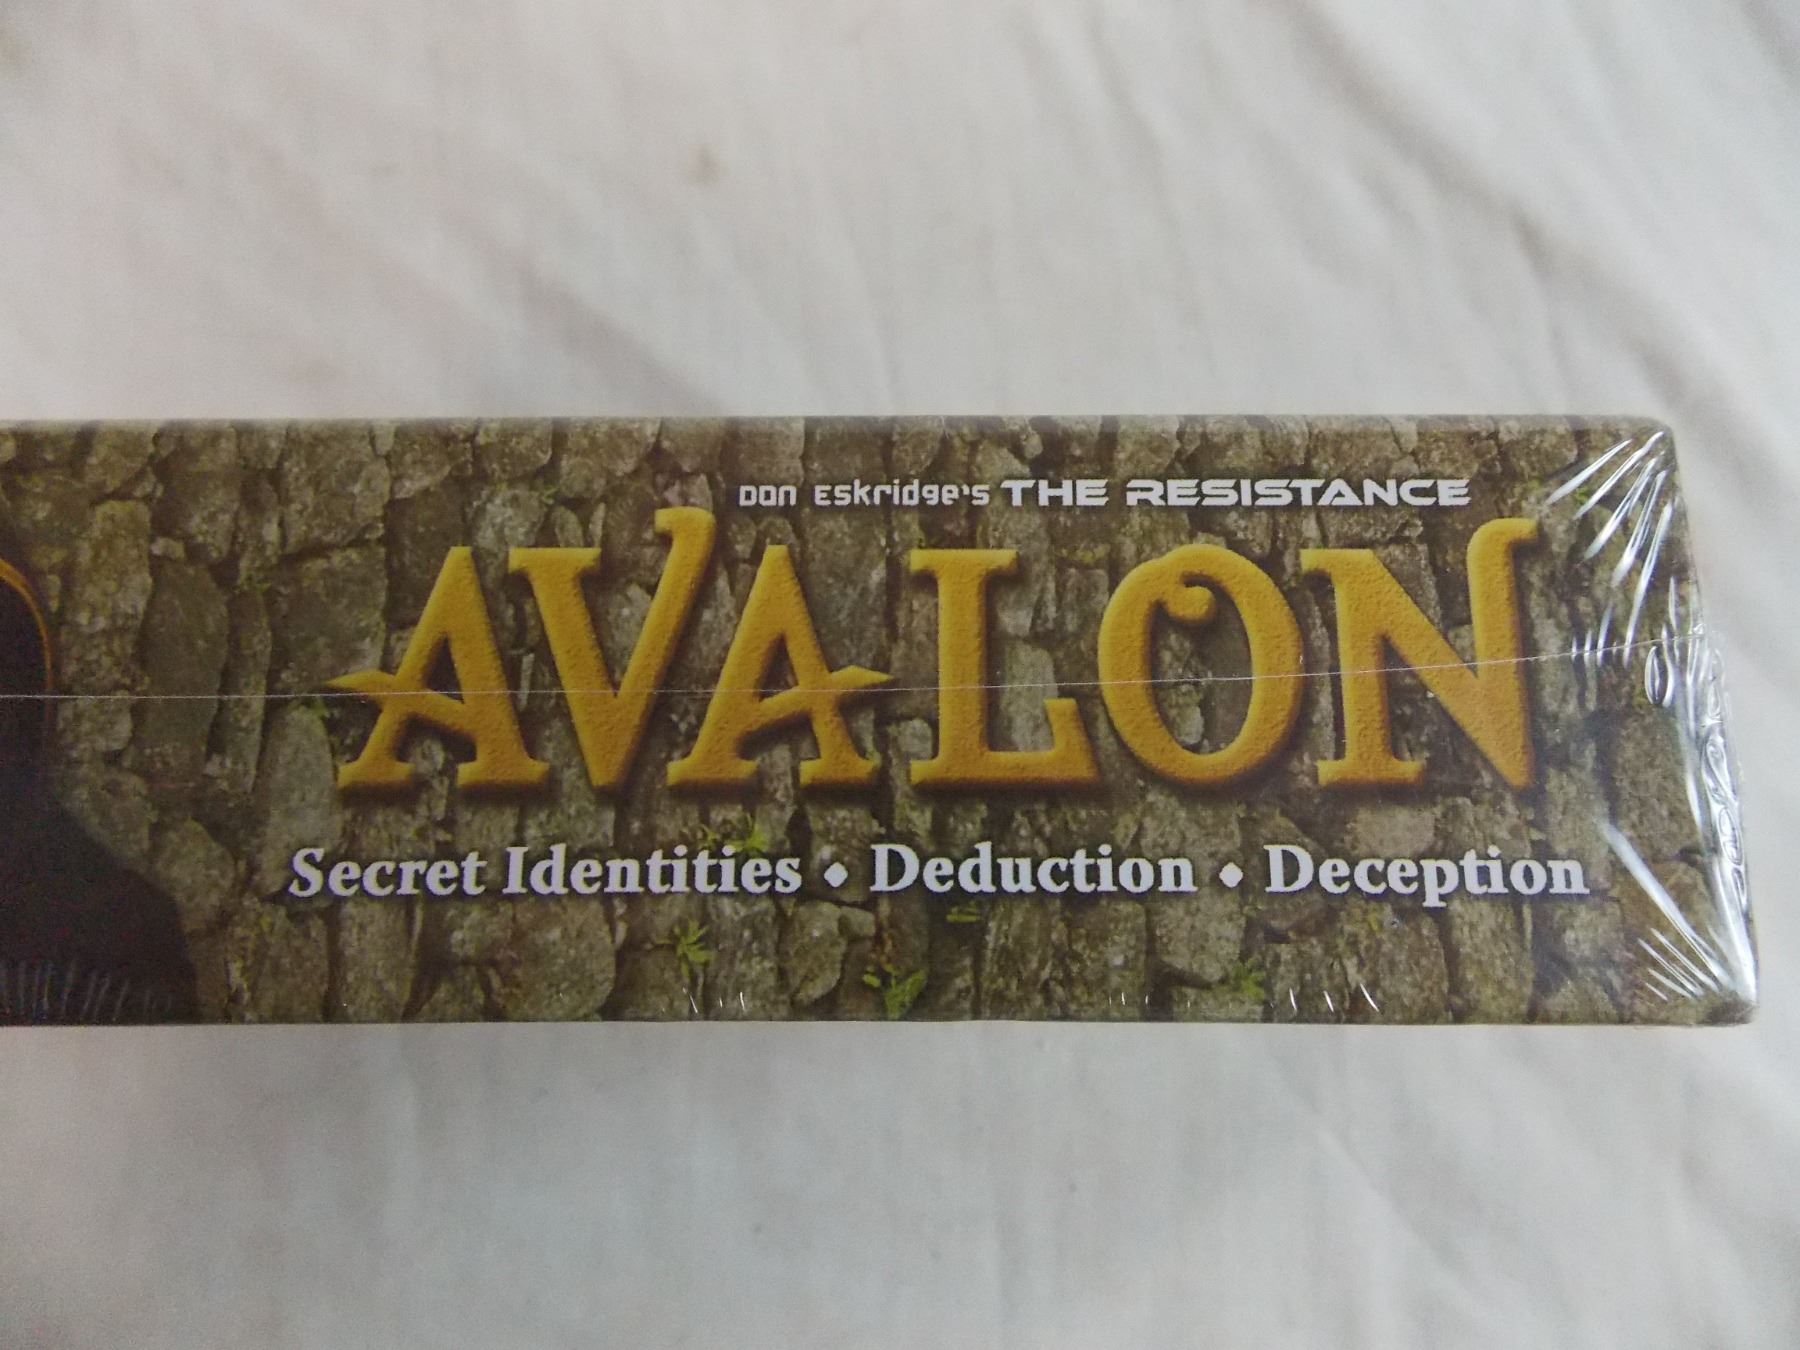 Don Eskridge's THE RESISTANCE
AVALON
Secret Identities • Deduction • Deception